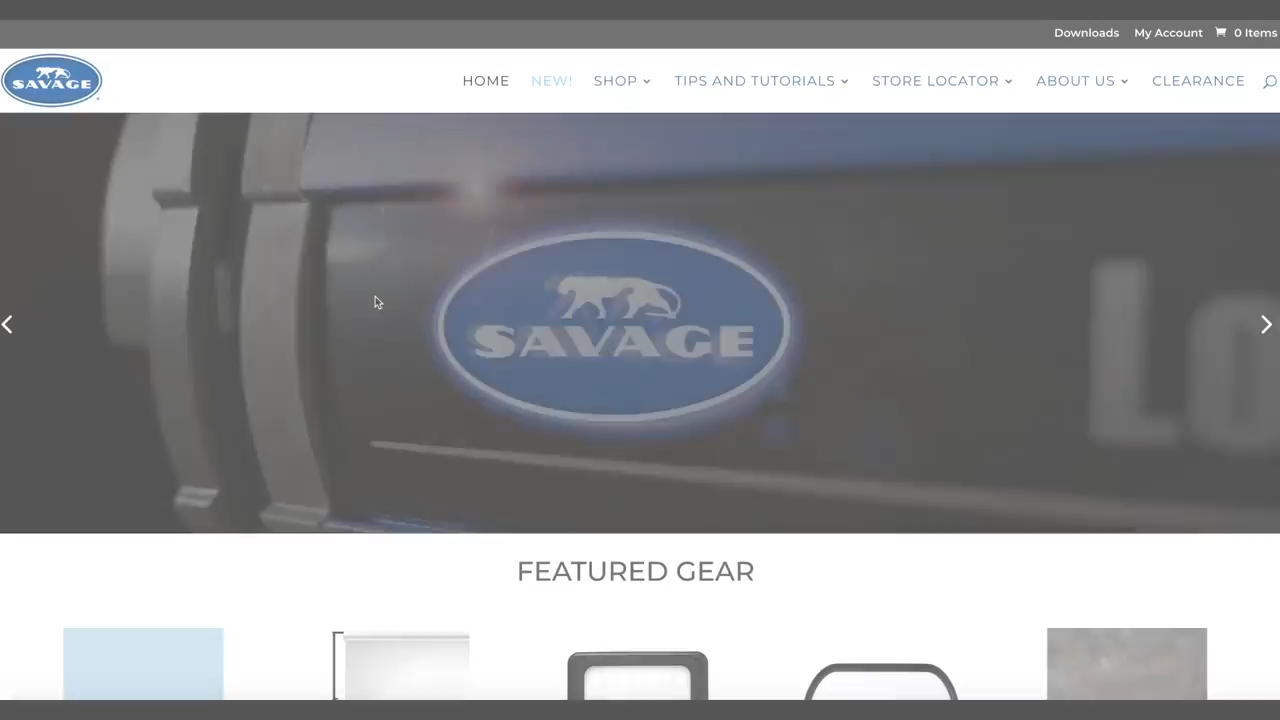 Downloads My Account 0 Items
SAVAGE
HOME NEW! SHOP TIPS AND TUTORIALS STORE LOCATOR ABOUT US CLEARANCE
SAVAGE
Lo
FEATURED GEAR